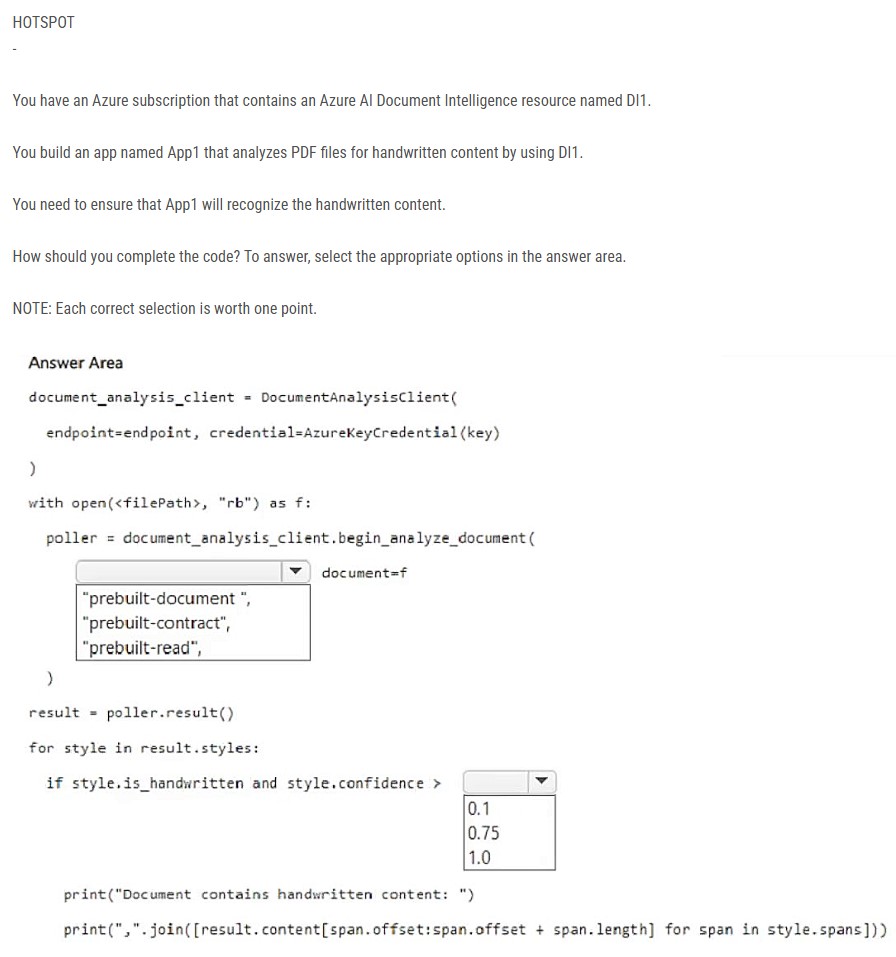 HOTSPOT
-
You have an Azure subscription that contains an Azure AI Document Intelligence resource named DI1.
You build an app named App1 that analyzes PDF files for handwritten content by using DI1.
You need to ensure that App1 will recognize the handwritten content.
How should you complete the code? To answer, select the appropriate options in the answer area.
NOTE: Each correct selection is worth one point.
Answer Area
document_analysis_client = DocumentAnalysisClient(
endpoint=endpoint, credential=AzureKeyCredential(key)
)
with open(<filePath>, "rb") as f:
poller = document_analysis_client.begin_analyze_document(
document=f
"prebuilt-document ",
"prebuilt-contract",
"prebuilt-read",
)
result = poller.result()
for style in result.styles:
if style.is_handwritten and style.confidence >
0.1
0.75
1.0
print("Document contains handwritten content: ")
print(",".join([result.content[span.offset:span.offset + span.length] for span in style.spans]))